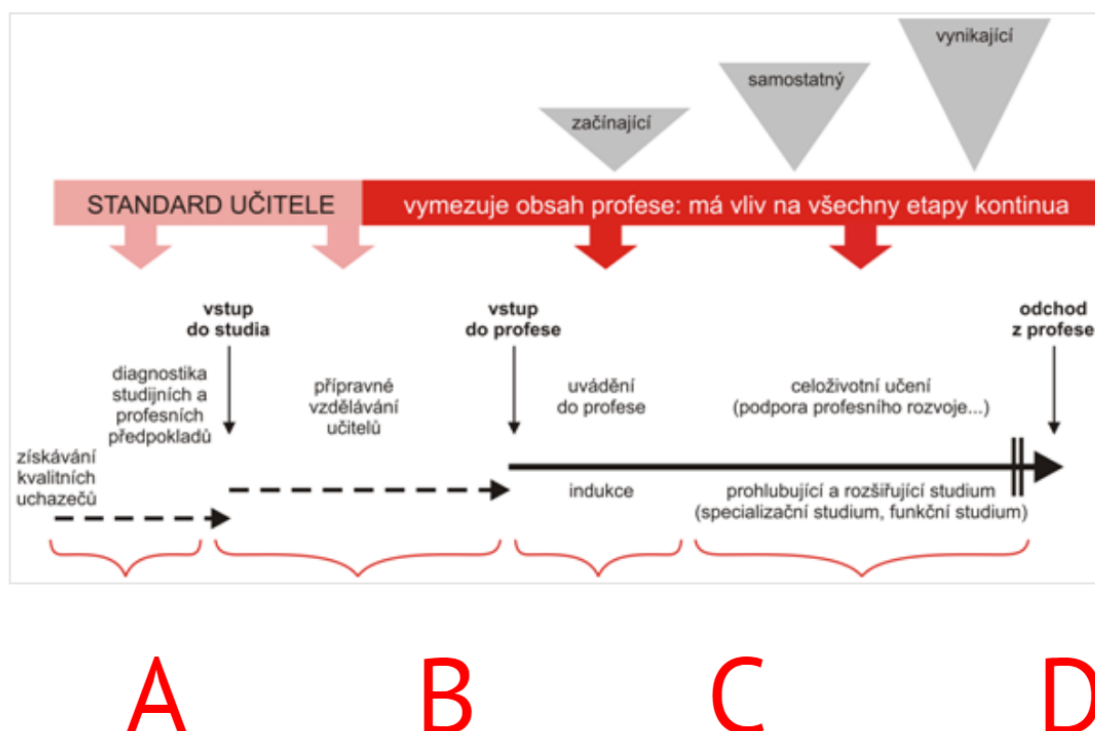 vynikající
samostatný
začínající
STANDARD UČITELE
vymezuje obsah profese: má vliv na všechny etapy kontinua
vstup
do studia
vstup
do profese
odchod
z profese
diagnostika
studijních a
profesních
předpokladů
přípravné
vzdělávání
učitelů
uvádění
do profese
celoživotní učení
(podpora profesního rozvoje...)
získávání
kvalitních
uchazečů
indukce
prohlubující a rozšiřující studium
(specializační studium, funkční studium)
A
B
C
D